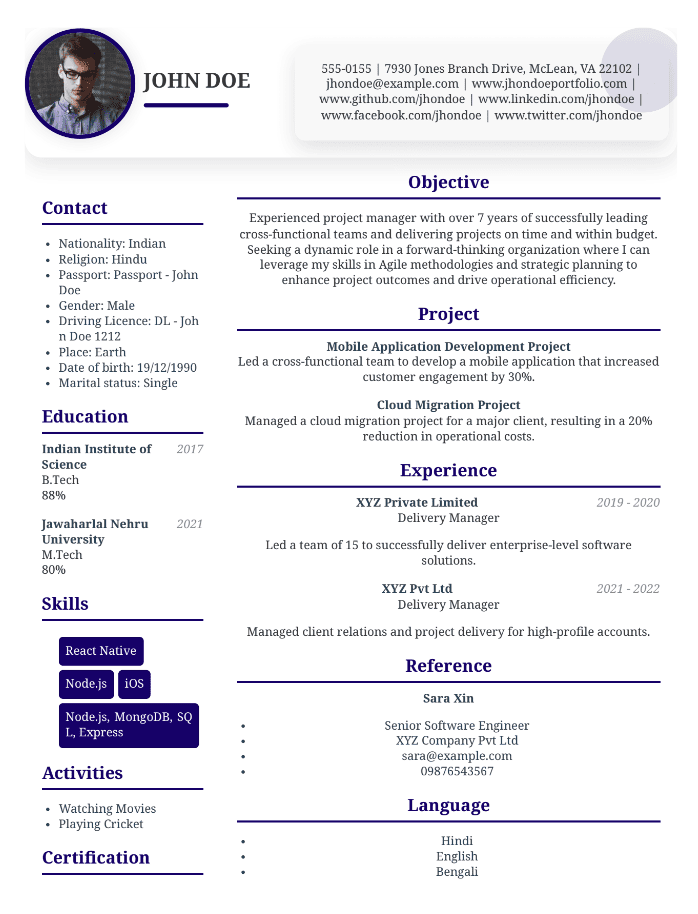 JOHN DOE
555-0155 | 7930 Jones Branch Drive, McLean, VA 22102 |
jhondoe@example.com | www.jhondoeportfolio.com |
www.github.com/jhondoe | www.linkedin.com/jhondoe |
www.facebook.com/jhondoe | www.twitter.com/jhondoe
Contact
• Nationality: Indian
• Religion: Hindu
• Passport: Passport - John
Doe
• Gender: Male
• Driving Licence: DL - Joh
n Doe 1212
• Place: Earth
• Date of birth: 19/12/1990
• Marital status: Single
Education
Indian Institute of 2017
Science
B.Tech
88%
Jawaharlal Nehru 2021
University
M.Tech
80%
Skills
React Native
Node.js iOS
Node.js, MongoDB, SQ
L, Express
Activities
• Watching Movies
• Playing Cricket
Certification
Objective
Experienced project manager with over 7 years of successfully leading
cross-functional teams and delivering projects on time and within budget.
Seeking a dynamic role in a forward-thinking organization where I can
leverage my skills in Agile methodologies and strategic planning to
enhance project outcomes and drive operational efficiency.
Project
Mobile Application Development Project
Led a cross-functional team to develop a mobile application that increased
customer engagement by 30%.
Cloud Migration Project
Managed a cloud migration project for a major client, resulting in a 20%
reduction in operational costs.
Experience
XYZ Private Limited 2019 - 2020
Delivery Manager
Led a team of 15 to successfully deliver enterprise-level software
solutions.
XYZ Pvt Ltd 2021 - 2022
Delivery Manager
Managed client relations and project delivery for high-profile accounts.
Reference
Sara Xin
• Senior Software Engineer
• XYZ Company Pvt Ltd
• sara@example.com
• 09876543567
Language
• Hindi
• English
• Bengali